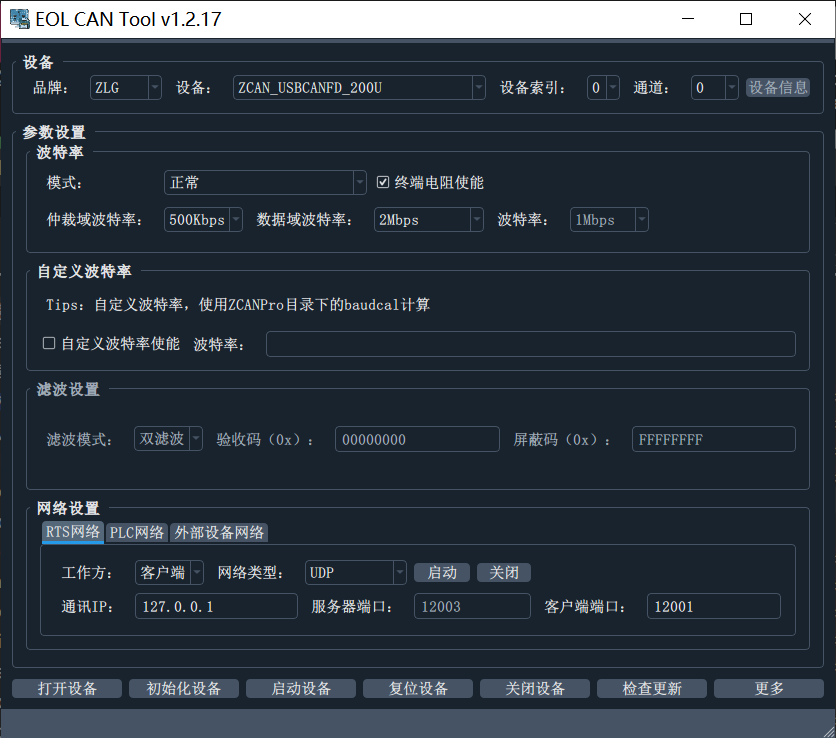 EOL CAN Tool v1.2.17
设备
品牌： ZLG 设备： ZCAN_USBCANFD_200U 设备索引： 0 通道： 0 设备信息
参数设置
波特率
模式： 正常 终端电阻使能
仲裁域波特率： 500Kbps 数据域波特率： 2Mbps 波特率： 1Mbps
自定义波特率
Tips：自定义波特率，使用ZCANPro目录下的baudcal计算
自定义波特率使能 波特率：
滤波设置
滤波模式： 双滤波 验收码（0x）： 00000000 屏蔽码（0x）： FFFFFFFF
网络设置
RTS网络 PLC网络 外部设备网络
工作方： 客户端 网络类型： UDP 启动 关闭
通讯IP： 127.0.0.1 服务器端口： 12003 客户端端口： 12001
打开设备 初始化设备 启动设备 复位设备 关闭设备 检查更新 更多